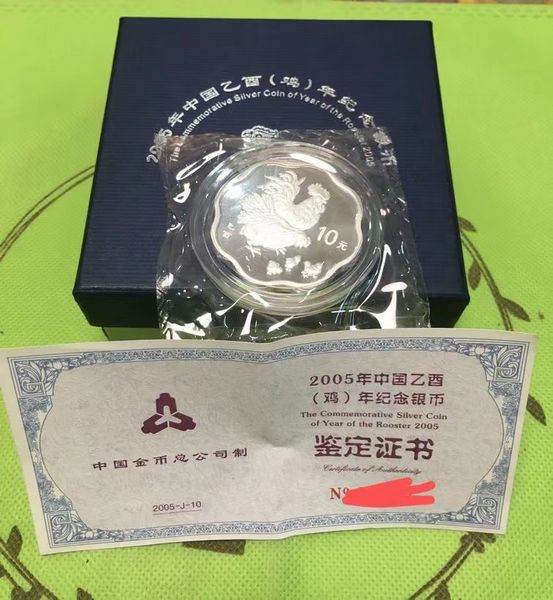 2005年中国乙酉（鸡）年纪念银币
The Commemorative Silver Coin of Year of the Rooster 2005
10元
中国金币总公司制
2005-J-10
2005年中国乙酉
（鸡）年纪念银币
The Commemorative Silver Coin
of Year of the Rooster 2005
鉴定证书
Certificate of Authenticity
№